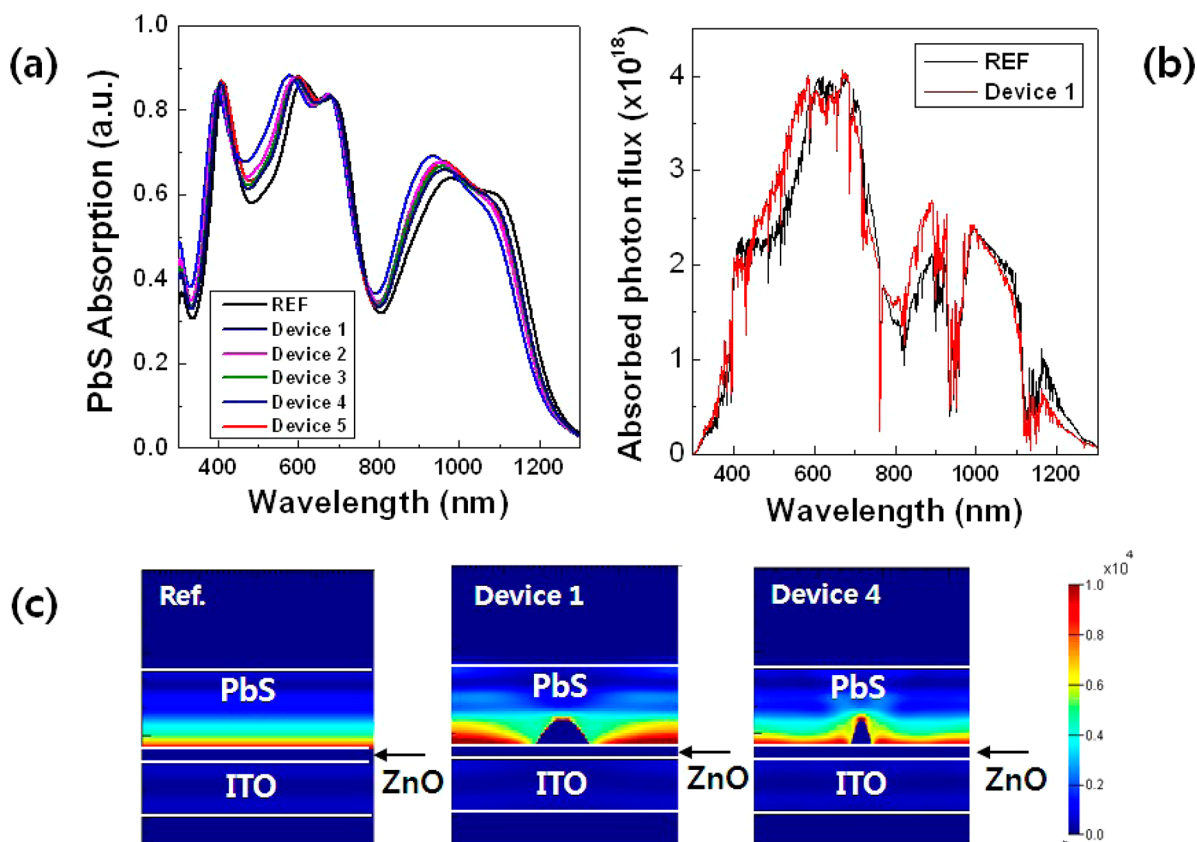 (a)
PbS Absorption (a.u.)
1.0
0.8
0.6
0.4
0.2
0.0
REF
Device 1
Device 2
Device 3
Device 4
Device 5
400 600 800 1000 1200
Wavelength (nm)
(b)
Absorbed photon flux (x10¹⁸)
4
3
2
1
0
REF
Device 1
400 600 800 1000 1200
Wavelength (nm)
(c)
Ref.
PbS
ITO
ZnO
Device 1
PbS
ITO
ZnO
Device 4
PbS
ITO
ZnO
x10⁴
1.0
0.8
0.6
0.4
0.2
0.0